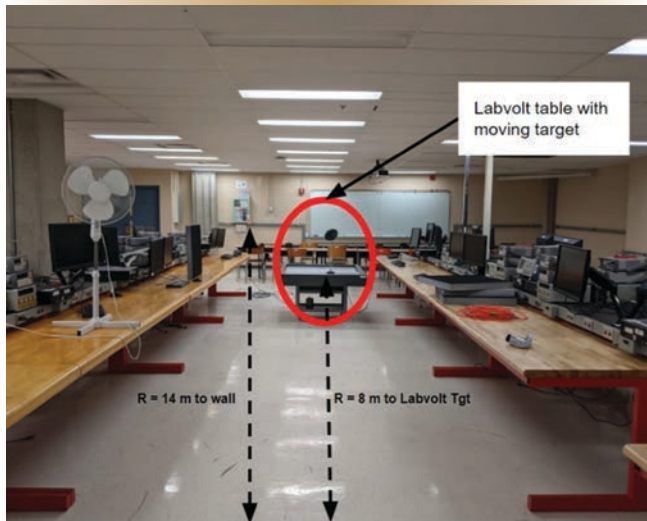 Labvolt table with
moving target
R = 14 m to wall
R = 8 m to Labvolt Tgt